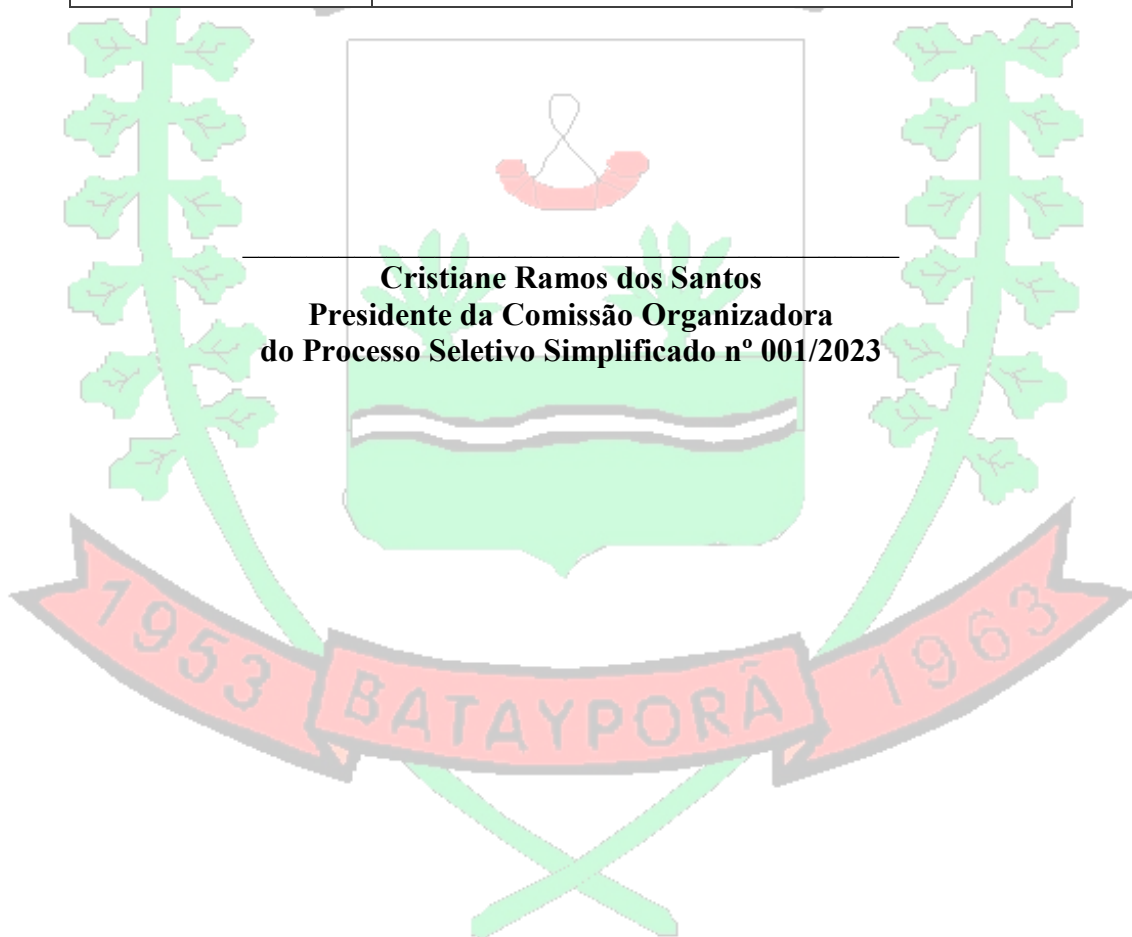 Cristiane Ramos dos Santos
Presidente da Comissão Organizadora
do Processo Seletivo Simplificado nº 001/2023
1953 BATAYPORÃ 1963